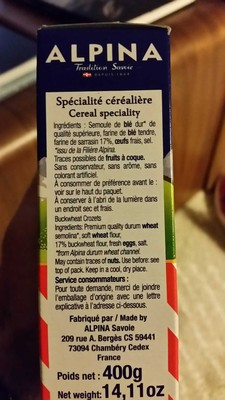 ALPINA
Tradition Savoie
DEPUIS 1844
Spécialité céréalière
Cereal speciality
Ingrédients : Semoule de blé dur* de
qualité supérieure, farine de blé tendre,
farine de sarrasin 17%, œufs frais, sel.
*issu de la Filière Alpina.
Traces possibles de fruits à coque.
Sans conservateur, sans arôme, sans
colorant artificiel.
À consommer de préférence avant le :
voir sur le haut du paquet.
À conserver à l'abri de la lumière dans
un endroit sec et frais.
Buckwheat Crozets
Ingredients: Premium quality durum wheat
semolina*, soft wheat flour,
17% buckwheat flour, fresh eggs, salt.
*from Alpina durum wheat channel.
May contain traces of nuts. Use before: see
top of pack. Keep in a cool, dry place.
Service consommateurs :
Pour toute demande, merci de joindre
l'emballage d'origine avec une lettre
explicative à l'adresse ci-dessous.
Fabriqué par / Made by
ALPINA Savoie
209 rue A. Bergès CS 59441
73094 Chambéry Cedex
France
Poids net : 400g
Net weight: 14,11oz